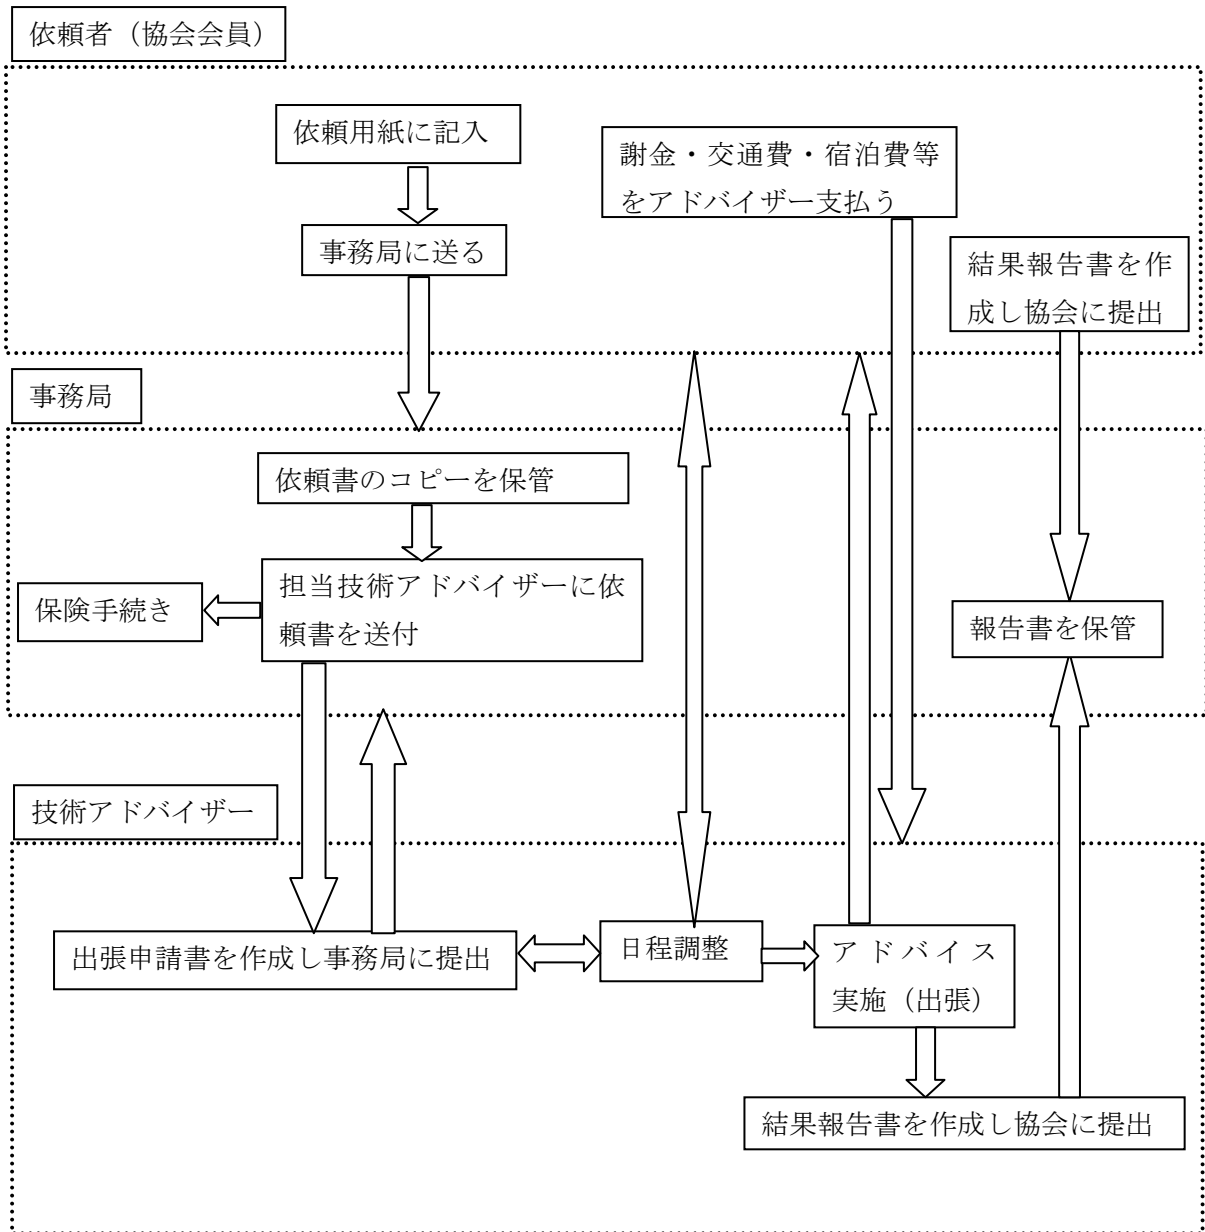 依頼者（協会会員）
依頼用紙に記入
謝金・交通費・宿泊費等
をアドバイザー支払う
事務局に送る
結果報告書を作
成し協会に提出
事務局
依頼書のコピーを保管
担当技術アドバイザーに依
頼書を送付
保険手続き
報告書を保管
技術アドバイザー
出張申請書を作成し事務局に提出
日程調整
アドバイス
実施（出張）
結果報告書を作成し協会に提出